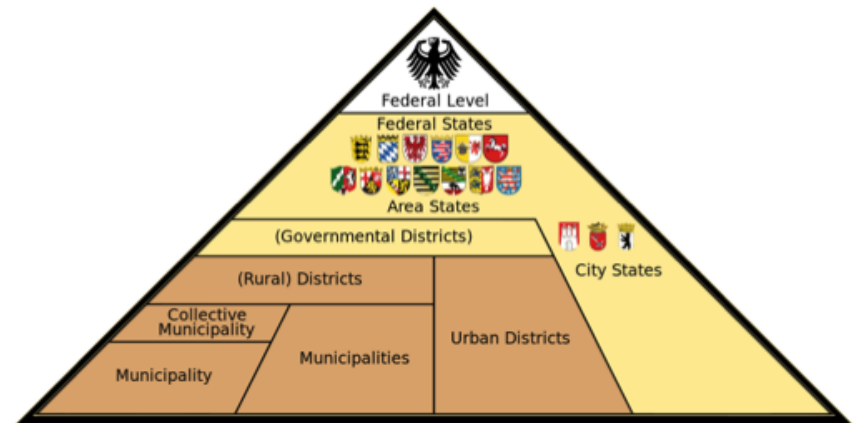 Federal Level
Federal States
Area States
(Governmental Districts)
City States
(Rural) Districts
Collective
Municipality
Urban Districts
Municipalities
Municipality